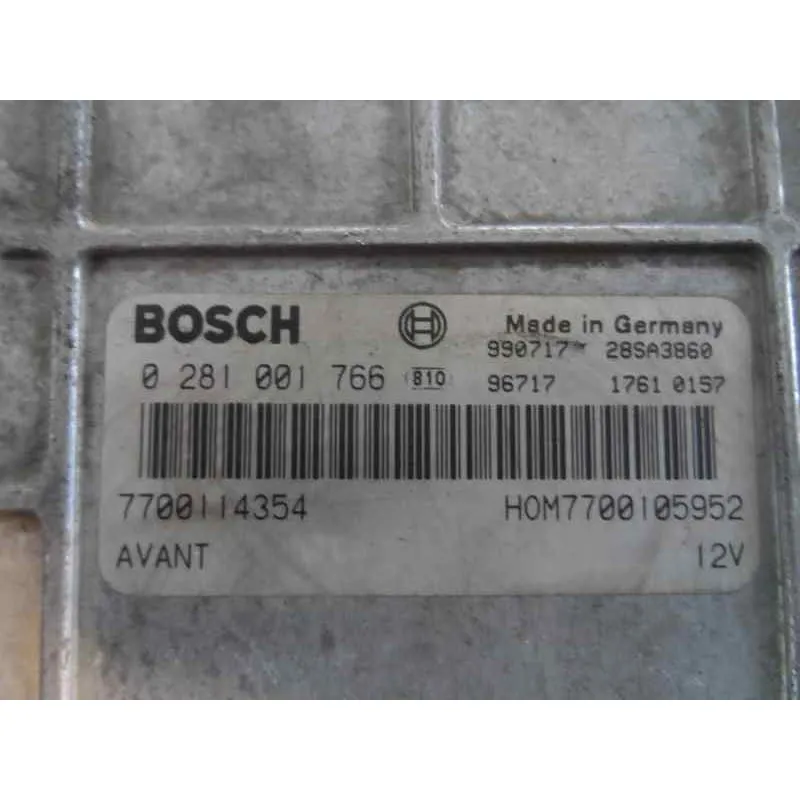 BOSCH Made in Germany
990717 28SA3860
0 281 001 766 810 96717 1761 0157
7700114354 HOM7700105952
AVANT 12V